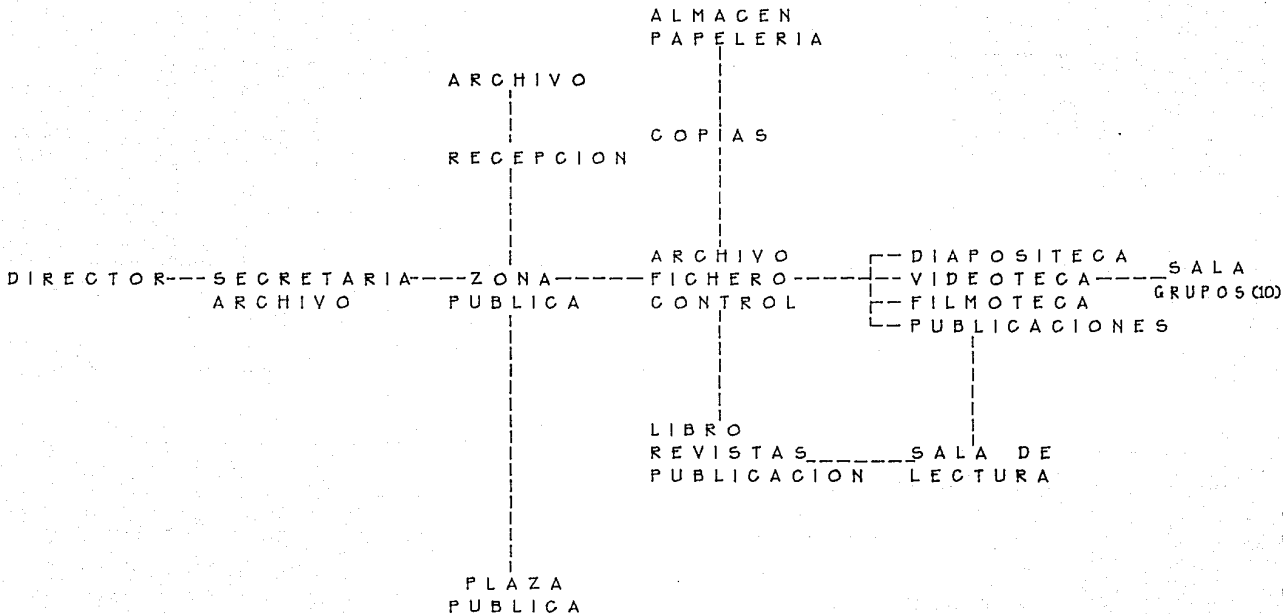 ALMACEN
PAPELERIA
ARCHIVO
COPIAS
RECEPCION
ARCHIVO
DIAPOSITECA
DIRECTOR SECRETARIA ZONA FICHERO VIDEOTECA SALA
ARCHIVO PUBLICA CONTROL FILMOTECA GRUPOS (10)
PUBLICACIONES
LIBRO
REVISTAS SALA DE
PUBLICACION LECTURA
PLAZA
PUBLICA